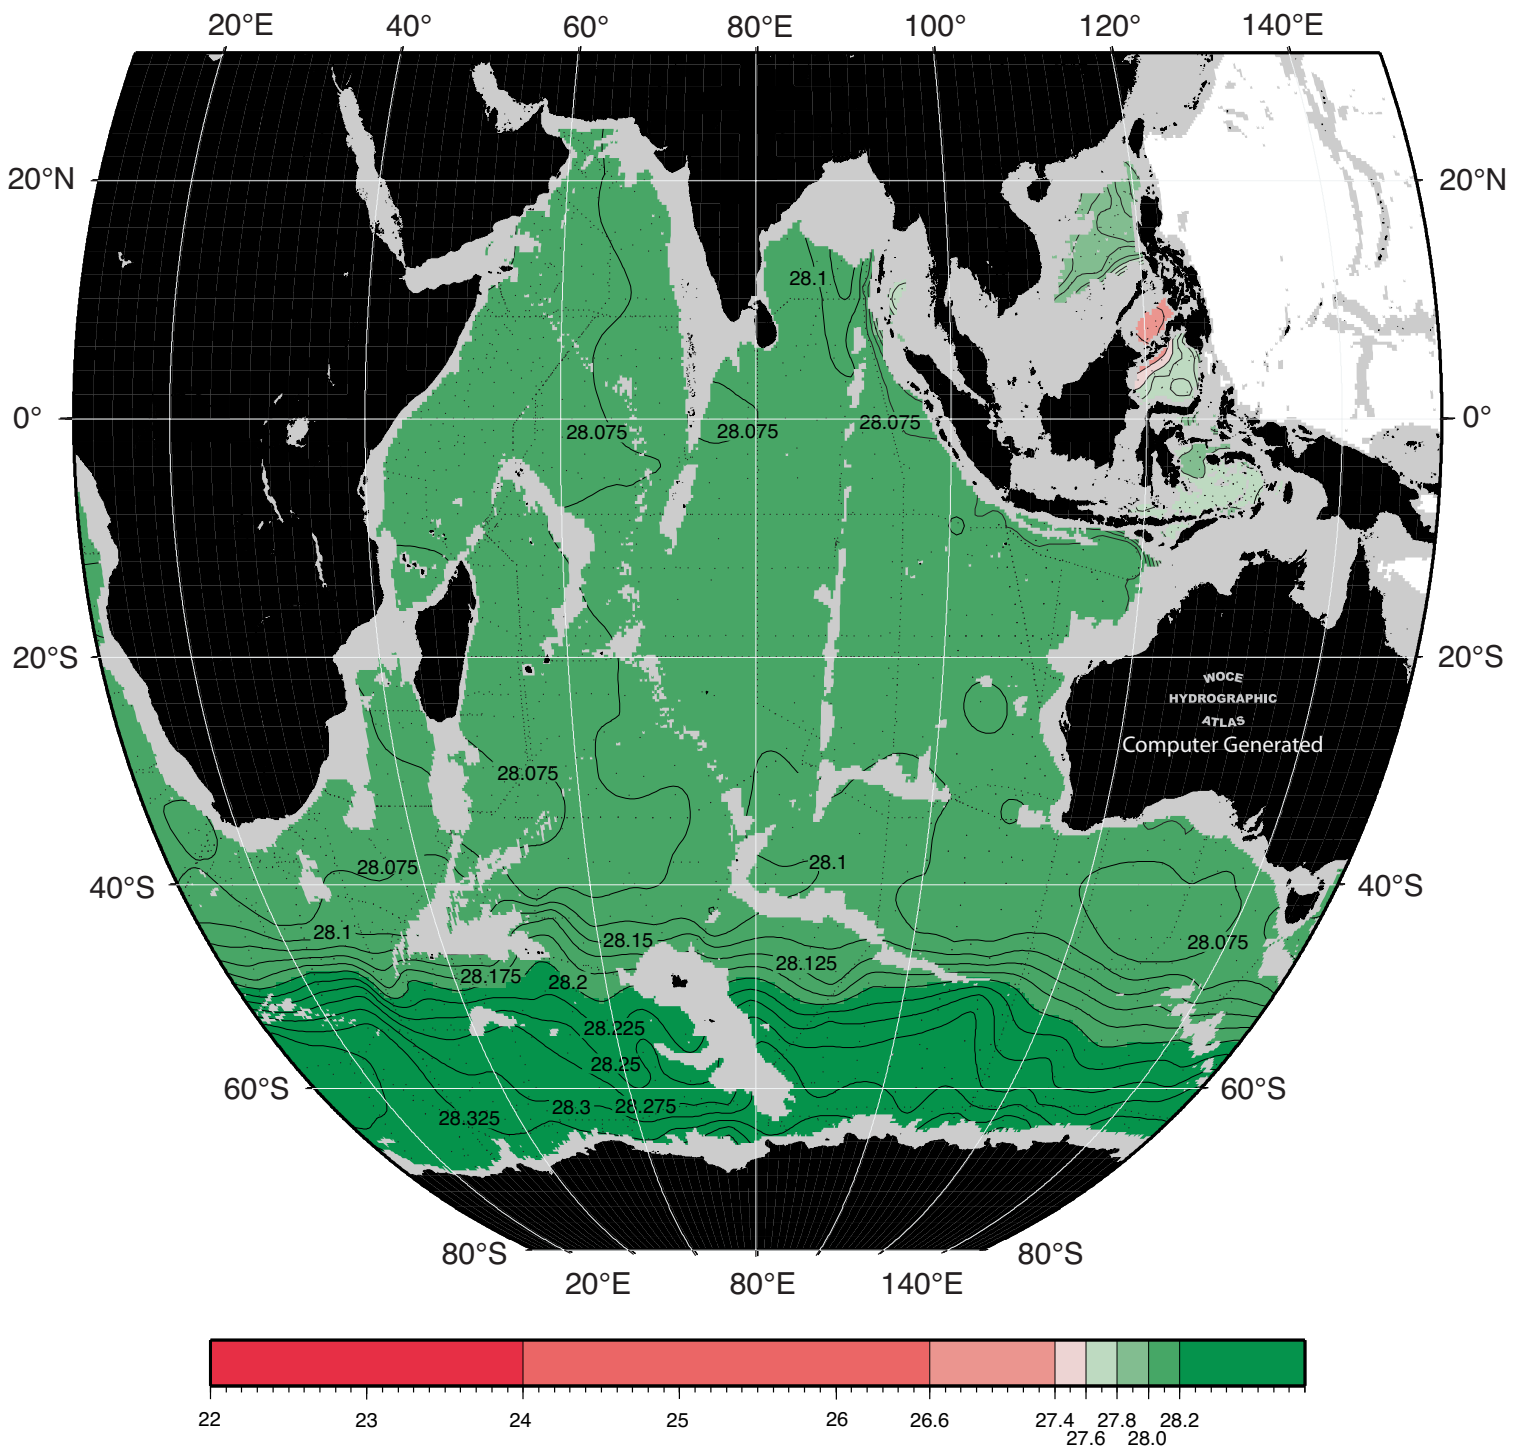 20°E 40° 60° 80°E 100° 120° 140°E
20°N 20°N
28.1
0° 0°
28.075 28.075 28.075
20°S 20°S
WOCE
HYDROGRAPHIC
ATLAS
Computer Generated
28.075
28.1
28.075
40°S 40°S
28.1 28.15 28.075
28.125
28.175 28.2
28.225
28.25
60°S 60°S
28.3 28.275
28.325
80°S 80°S
20°E 80°E 140°E
22 23 24 25 26 26.6 27.4 27.8 28.2
27.6 28.0